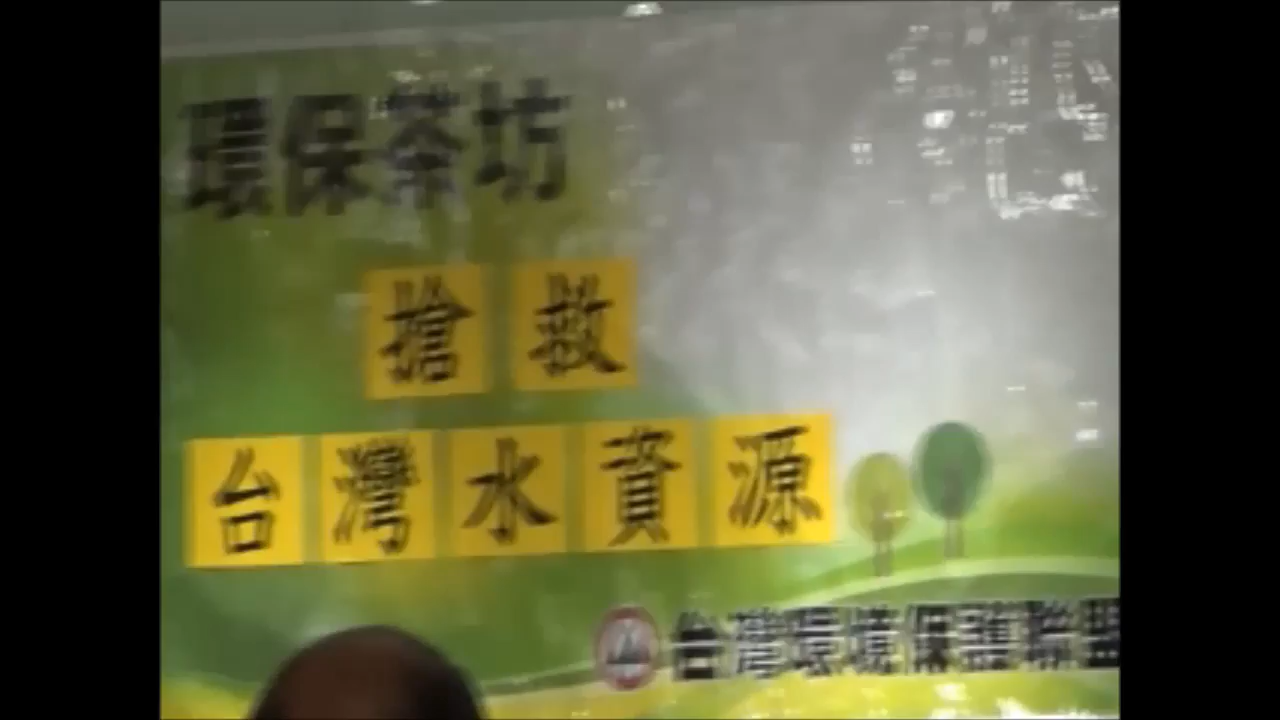 環保茶坊
搶救
台灣水資源
台灣環境保護聯盟